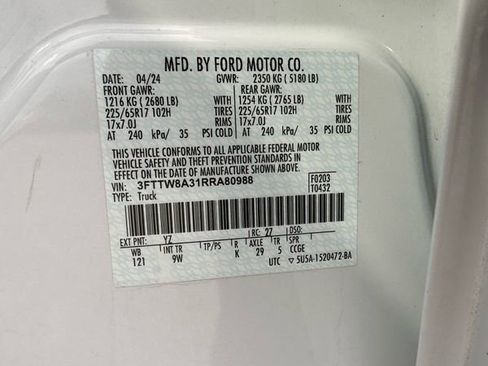 MFD. BY FORD MOTOR CO.
DATE: 04/24 GVWR: 2350 KG ( 5180 LB)
FRONT GAWR: REAR GAWR:
1216 KG ( 2680 LB) WITH 1254 KG ( 2765 LB) WITH
225/65R17 102H TIRES 225/65R17 102H TIRES
17x7.0J RIMS 17x7.0J RIMS
AT 240 kPa/ 35 PSI COLD AT 240 kPa/ 35 PSI COLD
THIS VEHICLE CONFORMS TO ALL APPLICABLE FEDERAL MOTOR
VEHICLE SAFETY AND THEFT PREVENTION STANDARDS IN
EFFECT ON THE DATE OF MANUFACTURE SHOWN ABOVE.
VIN: 3FTTW8A31RRA80988 F0203
TYPE: Truck T0432
EXT PNT: YZ RC: 27 DSO:
WB INT TR TP/PS R AXLE TR SPR
121 9W K 29 5 CCGE
UTC ▽ 5U5A-1520472-BA